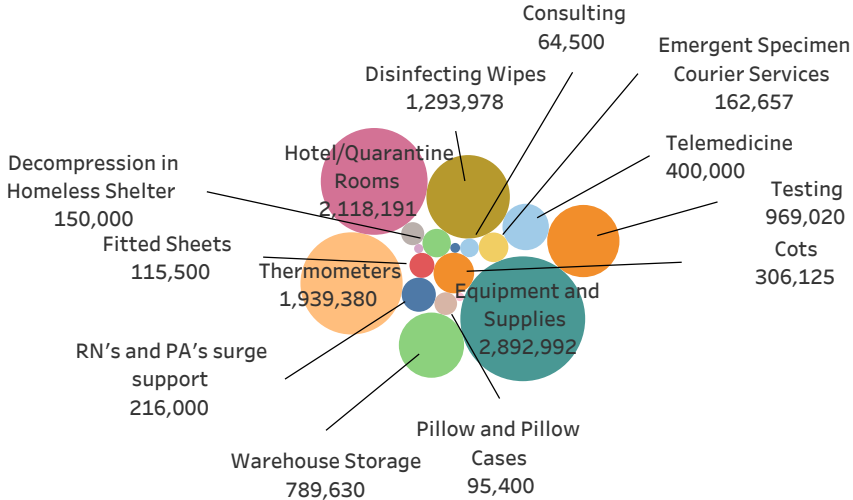 Consulting
64,500
Emergent Specimen
Courier Services
162,657
Disinfecting Wipes
1,293,978
Telemedicine
400,000
Hotel/Quarantine
Rooms
2,118,191
Decompression in
Homeless Shelter
150,000
Testing
969,020
Fitted Sheets
115,500
Cots
306,125
Thermometers
1,939,380
Equipment and
Supplies
2,892,992
RN's and PA's surge
support
216,000
Pillow and Pillow
Cases
95,400
Warehouse Storage
789,630